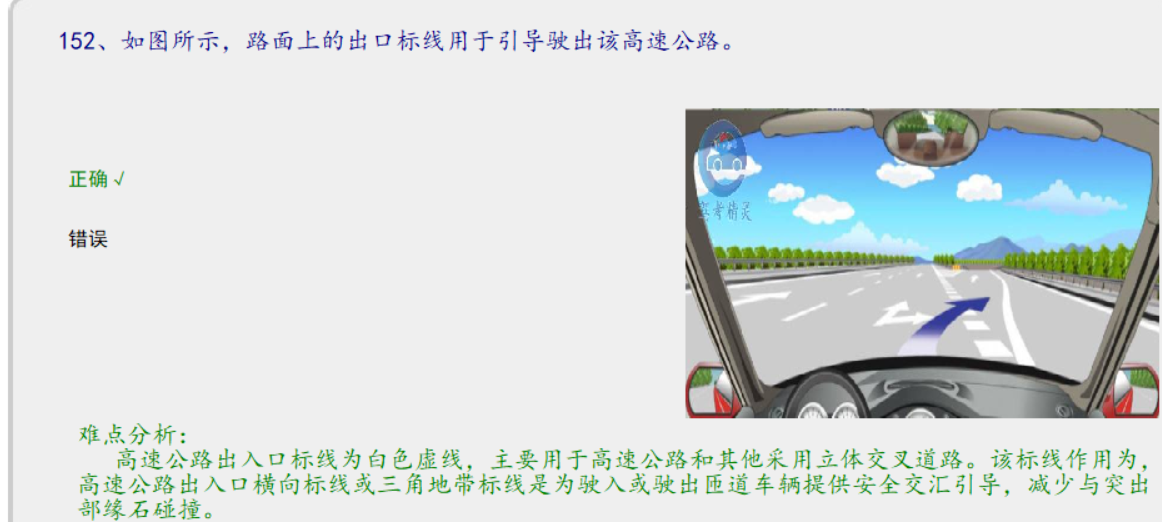 152、如图所示，路面上的出口标线用于引导驶出该高速公路。
正确√
驾考精灵
错误
难点分析：
高速公路出入口标线为白色虚线，主要用于高速公路和其他采用立体交叉道路。该标线作用为，
高速公路出入口横向标线或三角地带标线是为驶入或驶出匝道车辆提供安全交汇引导，减少与突出
部缘石碰撞。